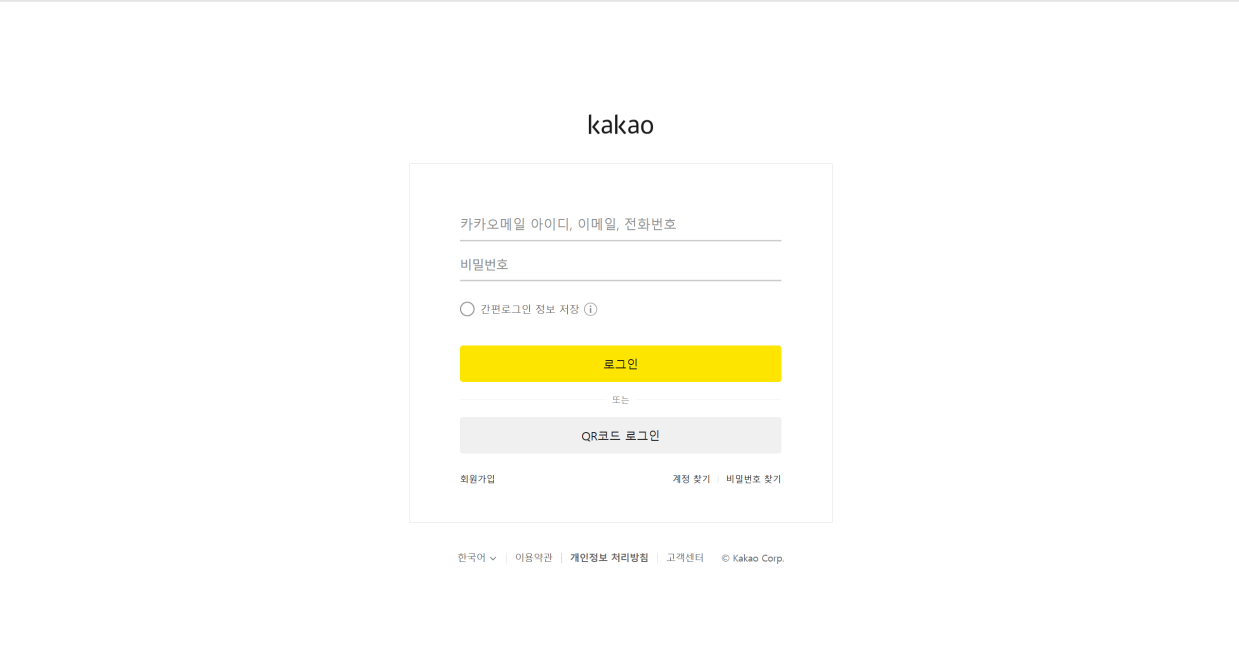 kakao
카카오메일 아이디, 이메일, 전화번호
비밀번호
간편로그인 정보 저장
로그인
또는
QR코드 로그인
회원가입 계정 찾기 비밀번호 찾기
한국어 이용약관 개인정보 처리방침 고객센터 © Kakao Corp.